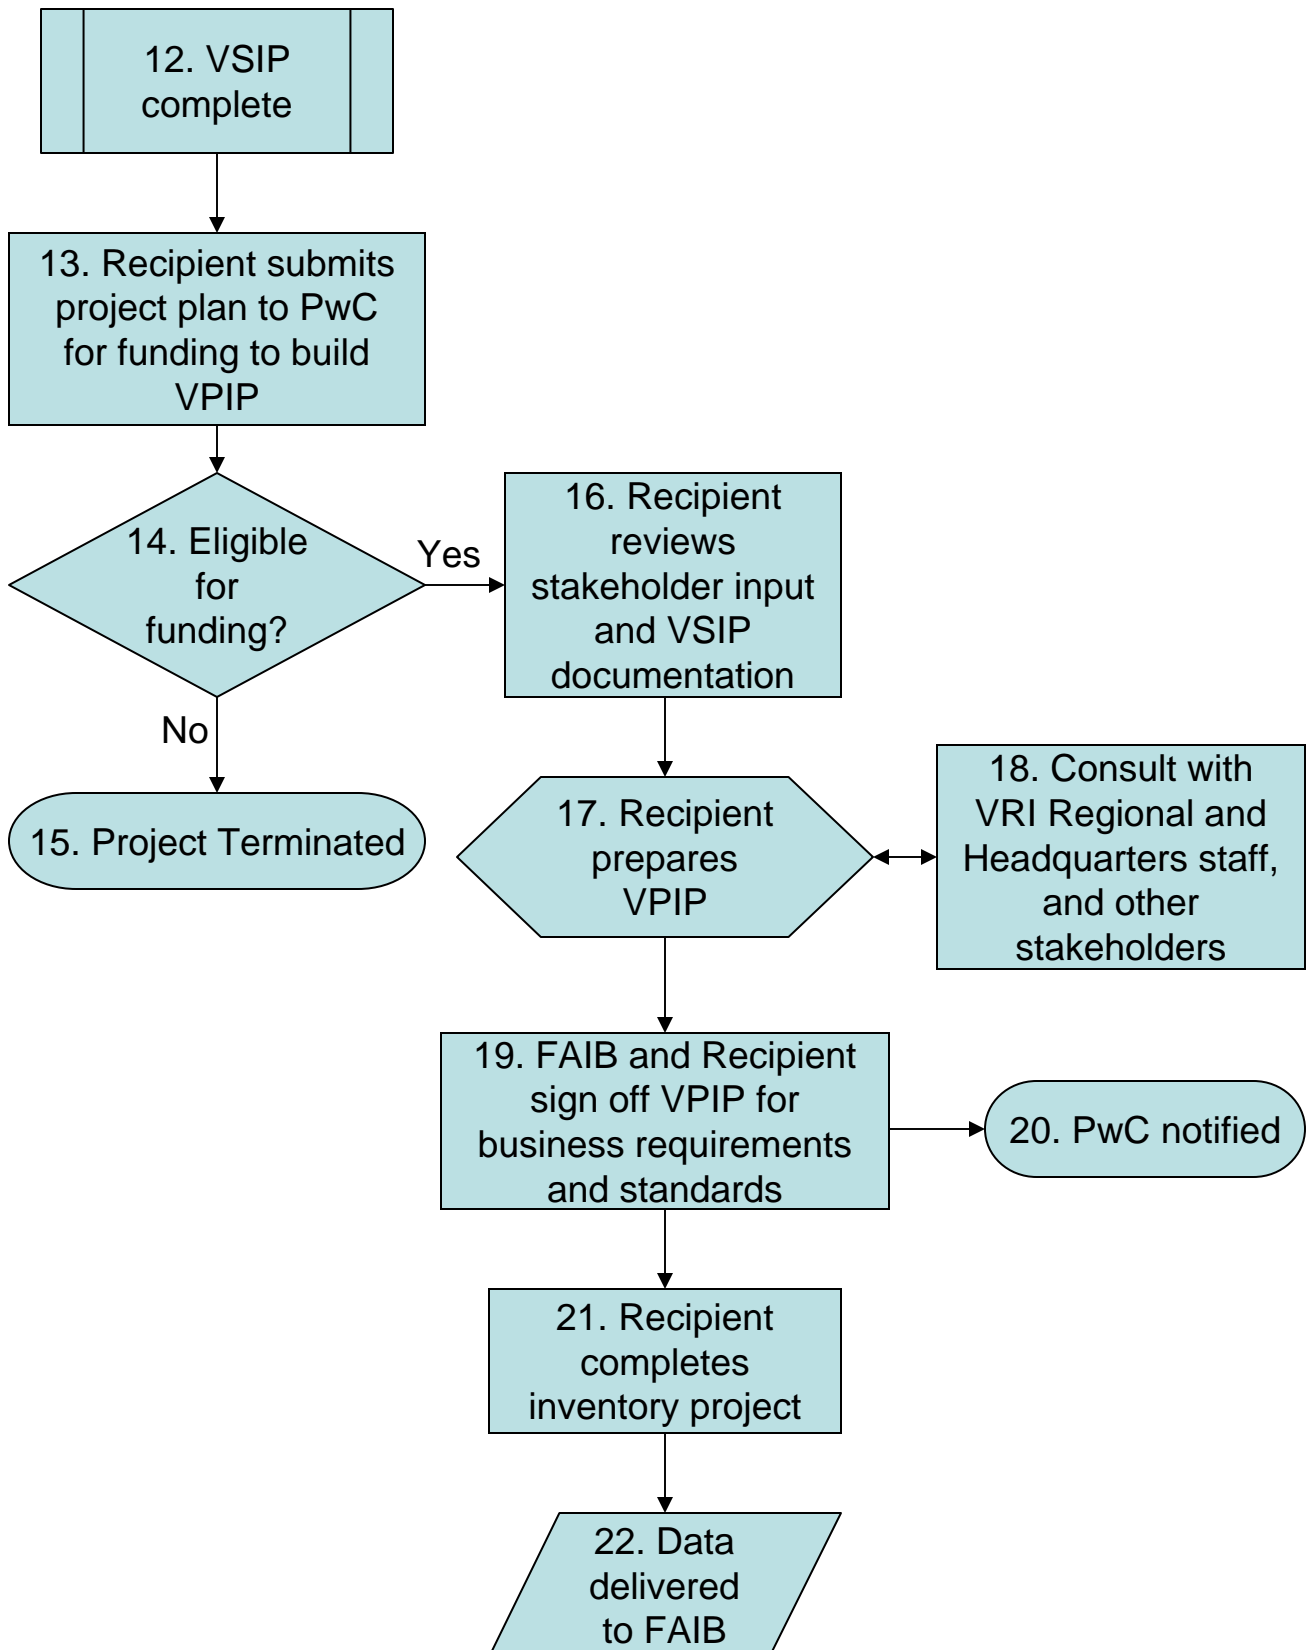 12. VSIP
complete
13. Recipient submits
project plan to PwC
for funding to build
VPIP
14. Eligible
for
funding?
Yes
No
15. Project Terminated
16. Recipient
reviews
stakeholder input
and VSIP
documentation
17. Recipient
prepares
VPIP
18. Consult with
VRI Regional and
Headquarters staff,
and other
stakeholders
19. FAIB and Recipient
sign off VPIP for
business requirements
and standards
20. PwC notified
21. Recipient
completes
inventory project
22. Data
delivered
to FAIB